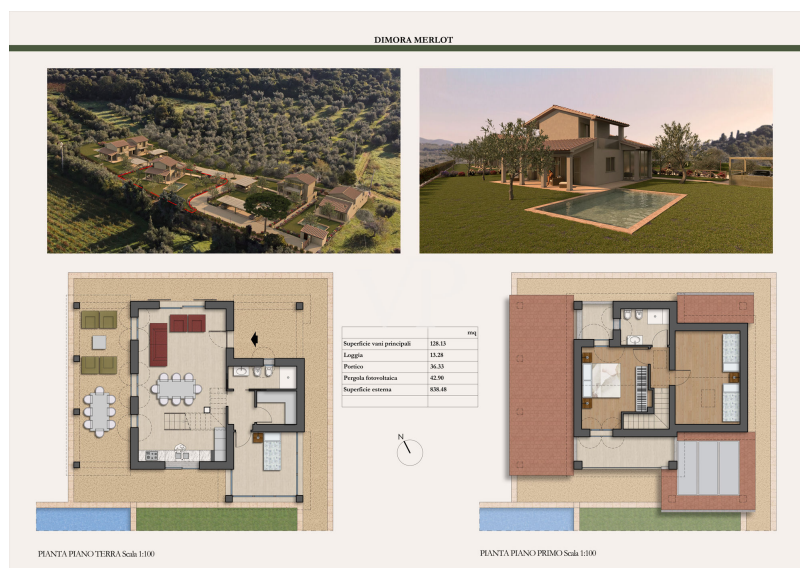 DIMORA MERLOT
mq
Superficie vani principali 128.13
Loggia 13.28
Portico 36.33
Pergola fotovoltaica 42.90
Superficie esterna 838.48
N
PIANTA PIANO TERRA Scala 1:100
PIANTA PIANO PRIMO Scala 1:100